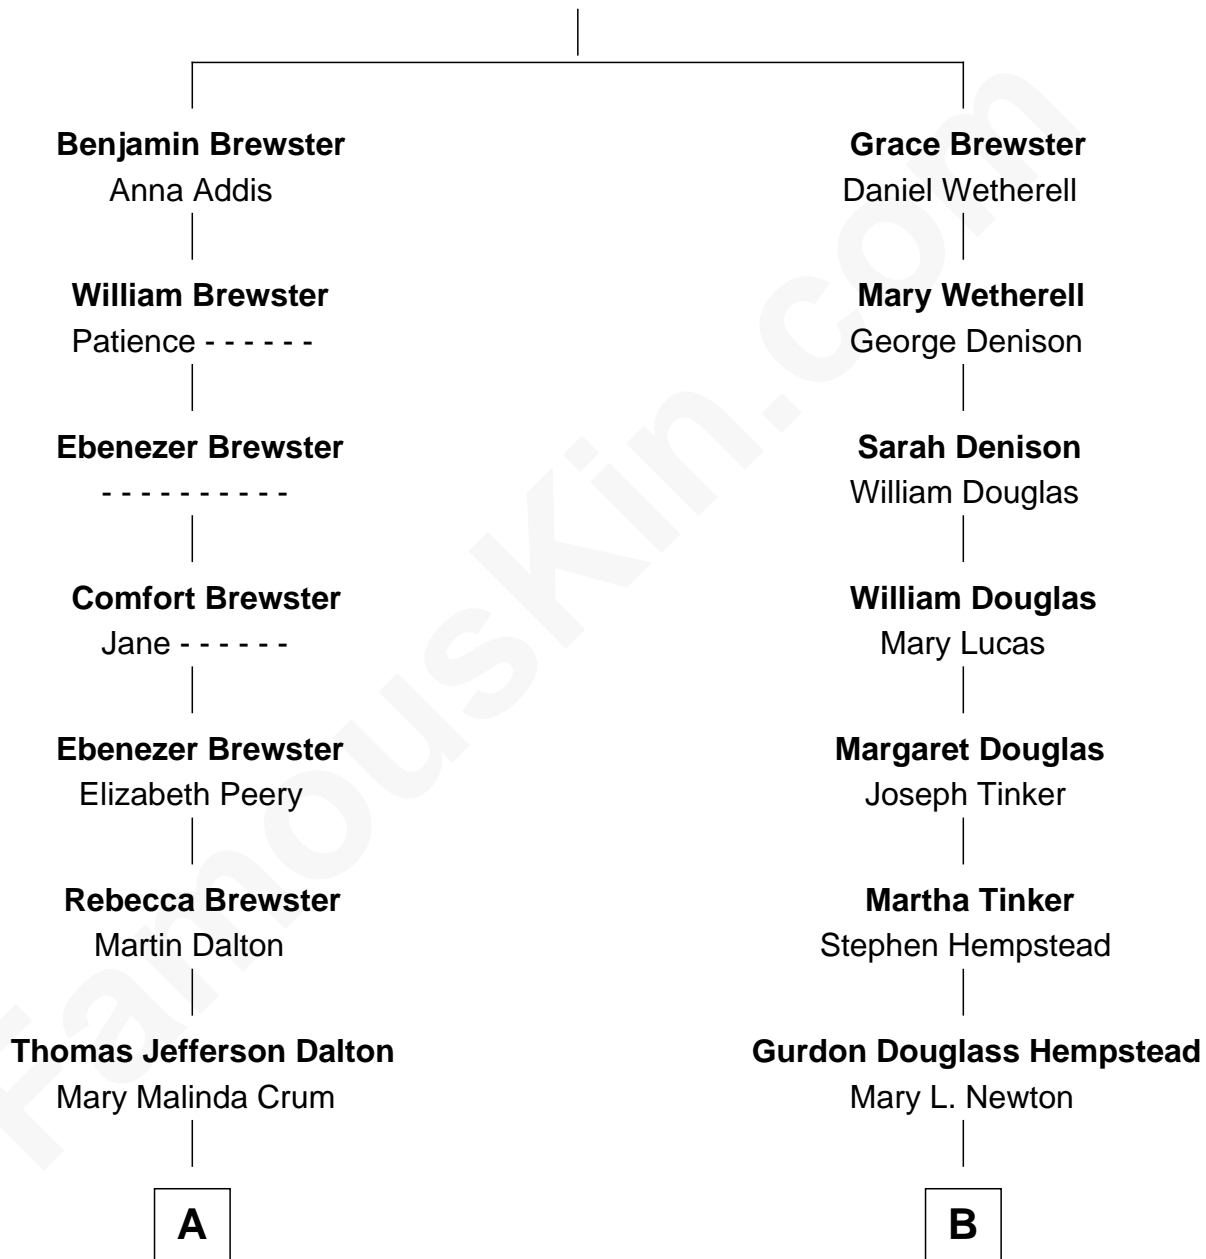 Benjamin Brewster
Anna Addis
Grace Brewster
Daniel Wetherell
William Brewster
Patience - - - - - -
Mary Wetherell
George Denison
Ebenezer Brewster
- - - - - - - - - -
Sarah Denison
William Douglas
Comfort Brewster
Jane - - - - - -
William Douglas
Mary Lucas
Ebenezer Brewster
Elizabeth Peery
Margaret Douglas
Joseph Tinker
Rebecca Brewster
Martin Dalton
Martha Tinker
Stephen Hempstead
Thomas Jefferson Dalton
Mary Malinda Crum
Gurdon Douglass Hempstead
Mary L. Newton
A
B
FamousKin.com